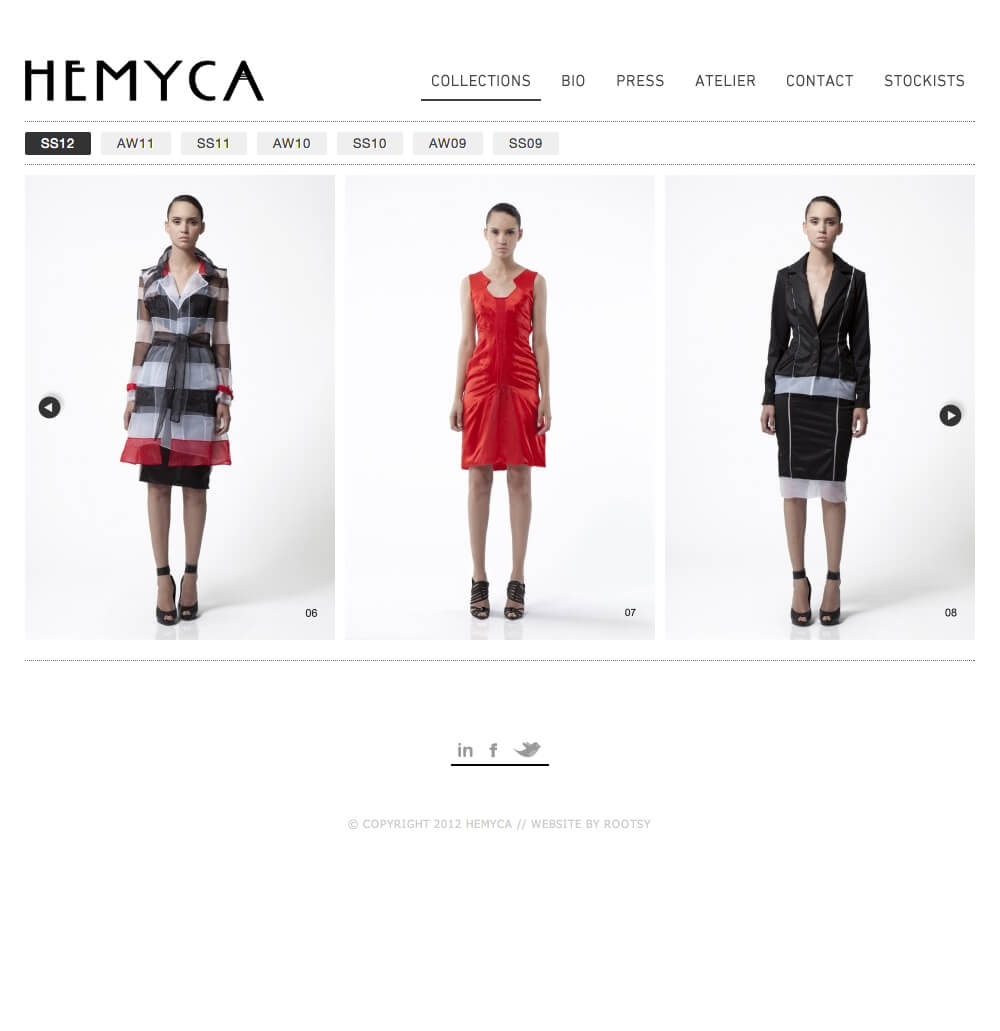 HEMYCA
COLLECTIONS BIO PRESS ATELIER CONTACT STOCKISTS
SS12 AW11 SS11 AW10 SS10 AW09 SS09
06 07 08
in f
© COPYRIGHT 2012 HEMYCA // WEBSITE BY ROOTSY